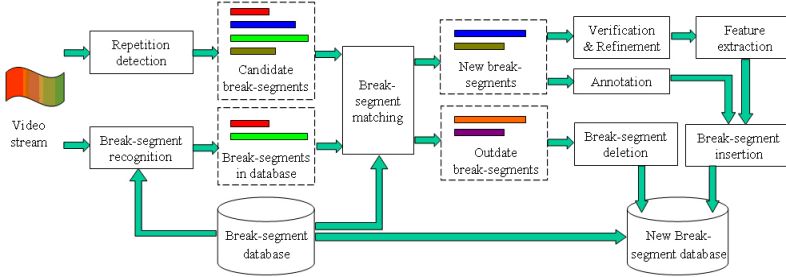 Video
stream
Repetition
detection
Candidate
break-segments
Break-segment
recognition
Break-segments
in database
Break-
segment
matching
New break-
segments
Outdate
break-segments
Verification
& Refinement
Feature
extraction
Annotation
Break-segment
deletion
Break-segment
insertion
Break-segment
database
New Break-
segment database